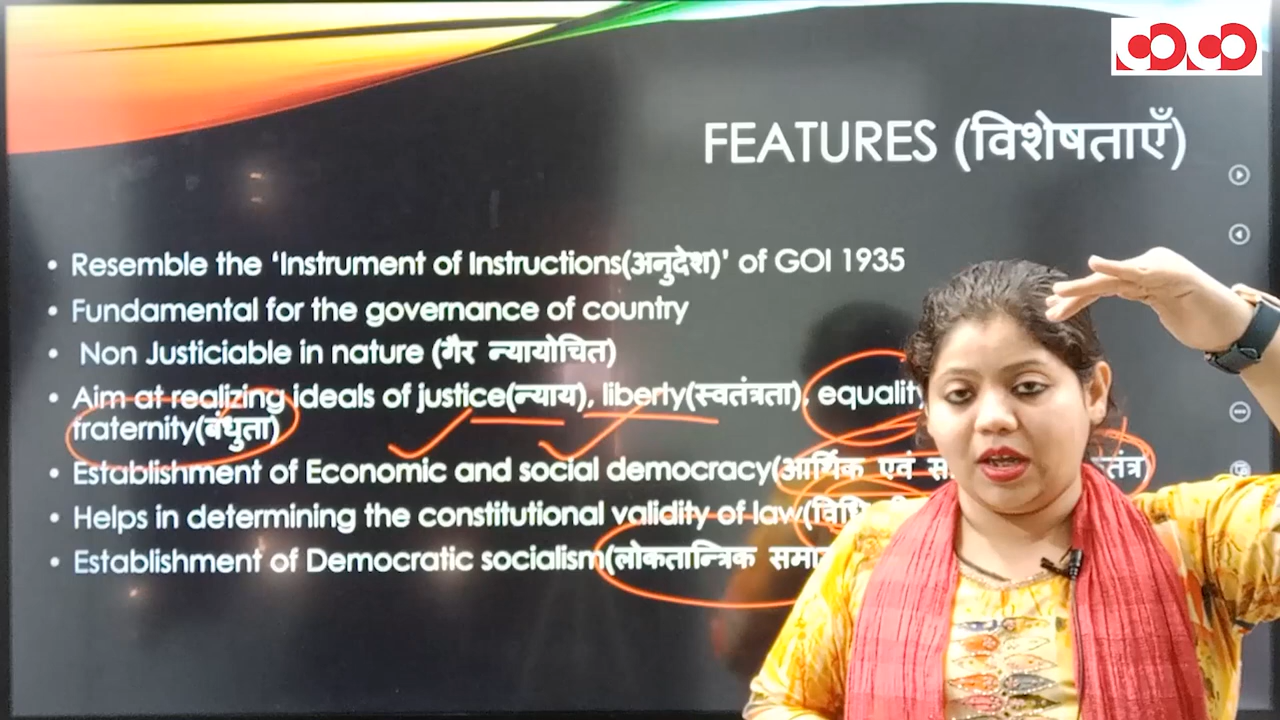 FEATURES (विशेषताएँ)
• Resemble the ‘Instrument of Instructions(अनुदेश)’ of GOI 1935
• Fundamental for the governance of country
• Non Justiciable in nature (गैर न्यायोचित)
• Aim at realizing ideals of justice(न्याय), liberty(स्वतंत्रता), equality
fraternity(बंधुता)
• Establishment of Economic and social democracy(आर्थिक एवं
• Helps in determining the constitutional validity of law(विधि
• Establishment of Democratic socialism(लोकतान्त्रिक